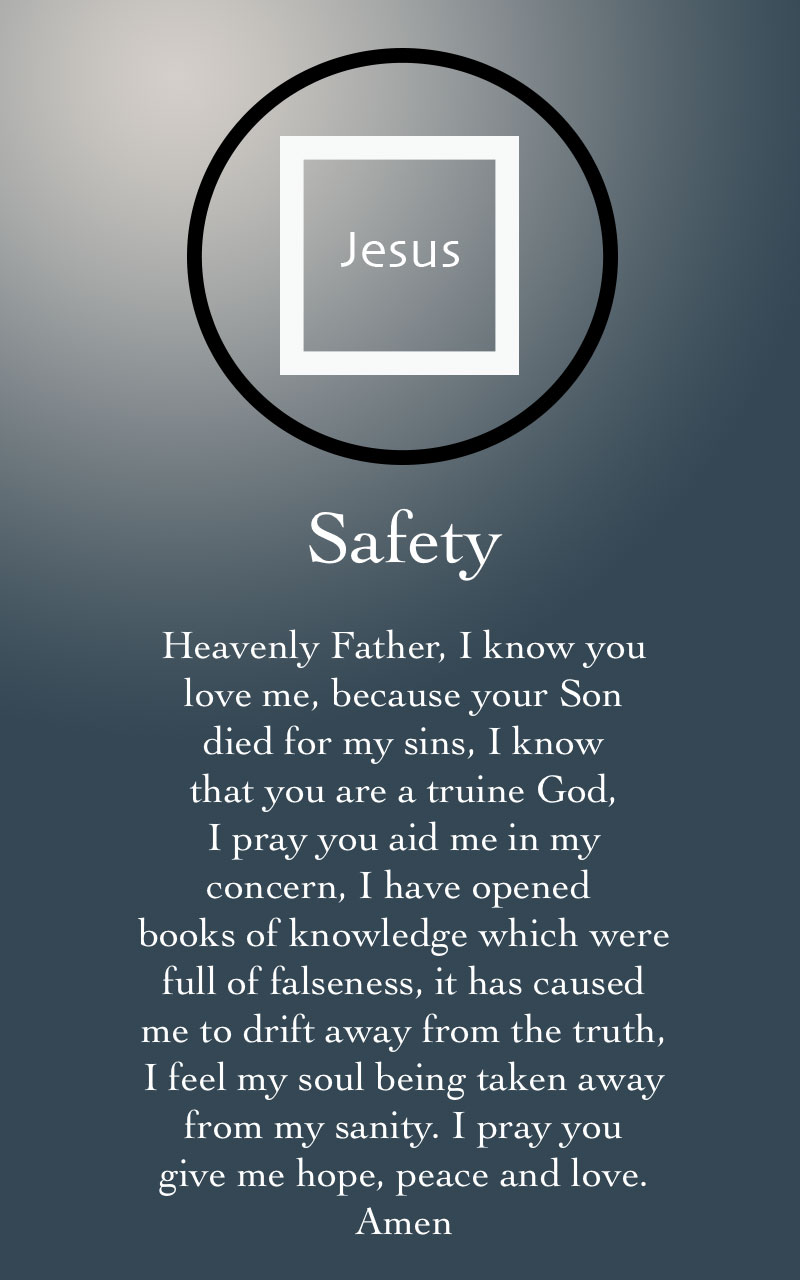 Jesus
Safety
Heavenly Father, I know you
love me, because your Son
died for my sins, I know
that you are a truine God,
I pray you aid me in my
concern, I have opened
books of knowledge which were
full of falseness, it has caused
me to drift away from the truth,
I feel my soul being taken away
from my sanity. I pray you
give me hope, peace and love.
Amen